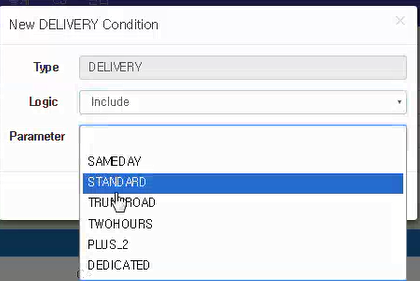 New DELIVERY Condition
×
Type
DELIVERY
Logic
Include
Parameter
SAMEDAY
STANDARD
TWOHOURS
PLUS_2
DEDICATED